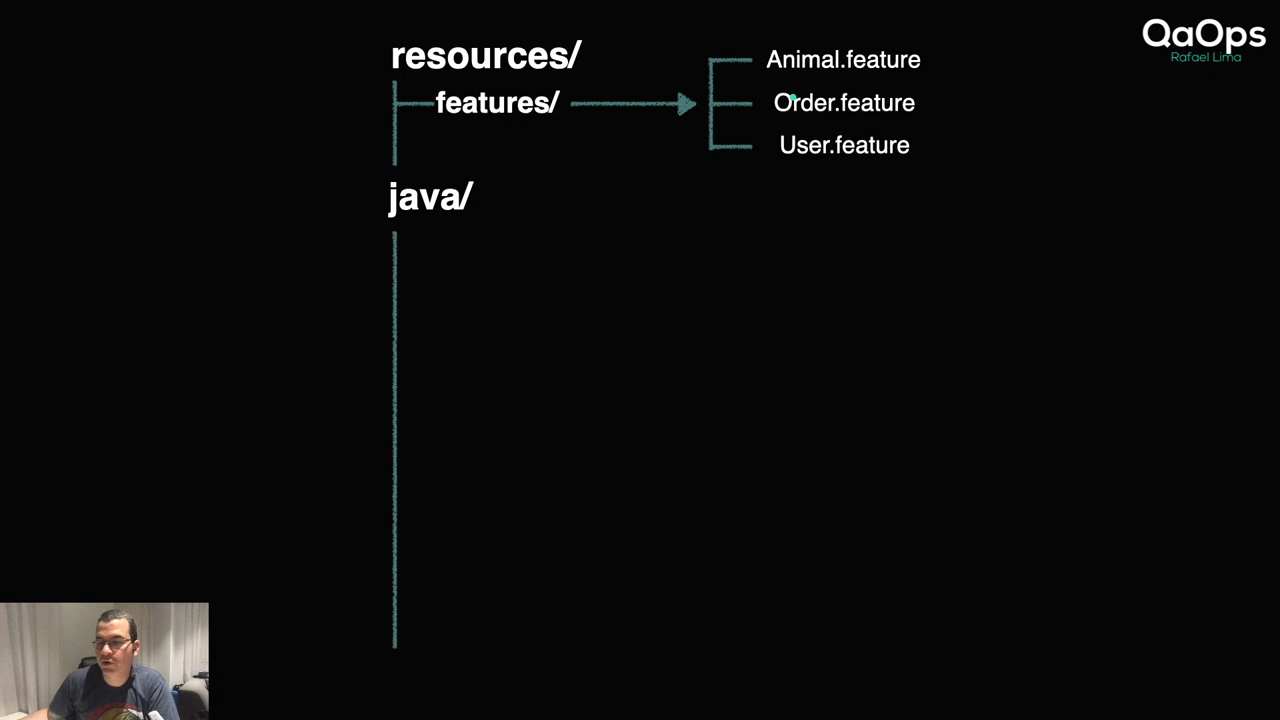 resources/
features/
Animal.feature
Order.feature
User.feature
java/
QaOps
Rafael Lima